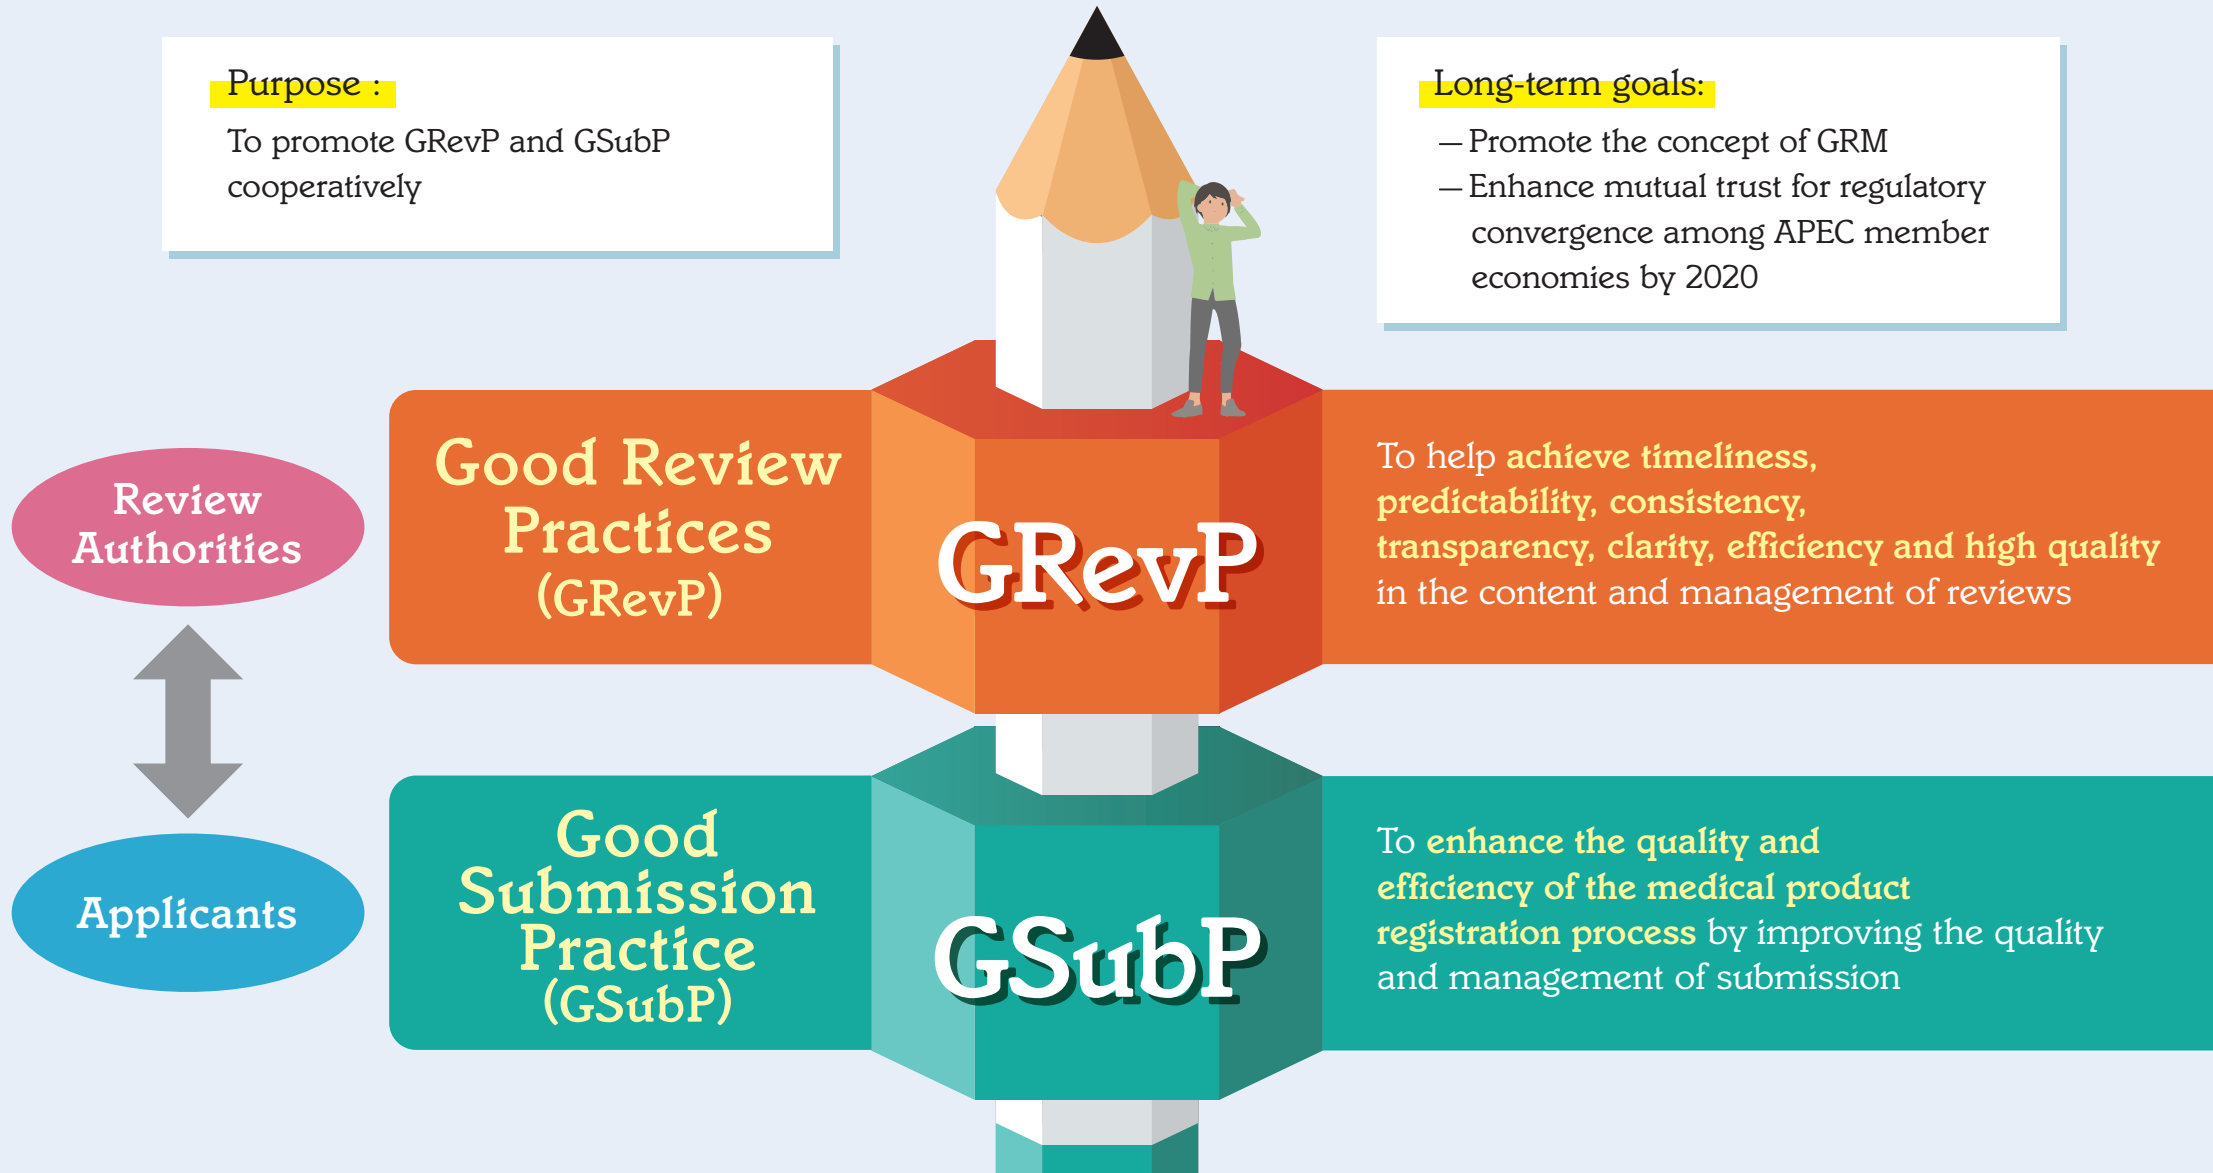 Purpose :
To promote GRevP and GSubP
cooperatively
Long-term goals:
— Promote the concept of GRM
— Enhance mutual trust for regulatory
convergence among APEC member
economies by 2020
Review
Authorities
Good Review
Practices
(GRevP)
GRevP
To help achieve timeliness,
predictability, consistency,
transparency, clarity, efficiency and high quality
in the content and management of reviews
Applicants
Good
Submission
Practice
(GSubP)
GSubP
To enhance the quality and
efficiency of the medical product
registration process by improving the quality
and management of submission